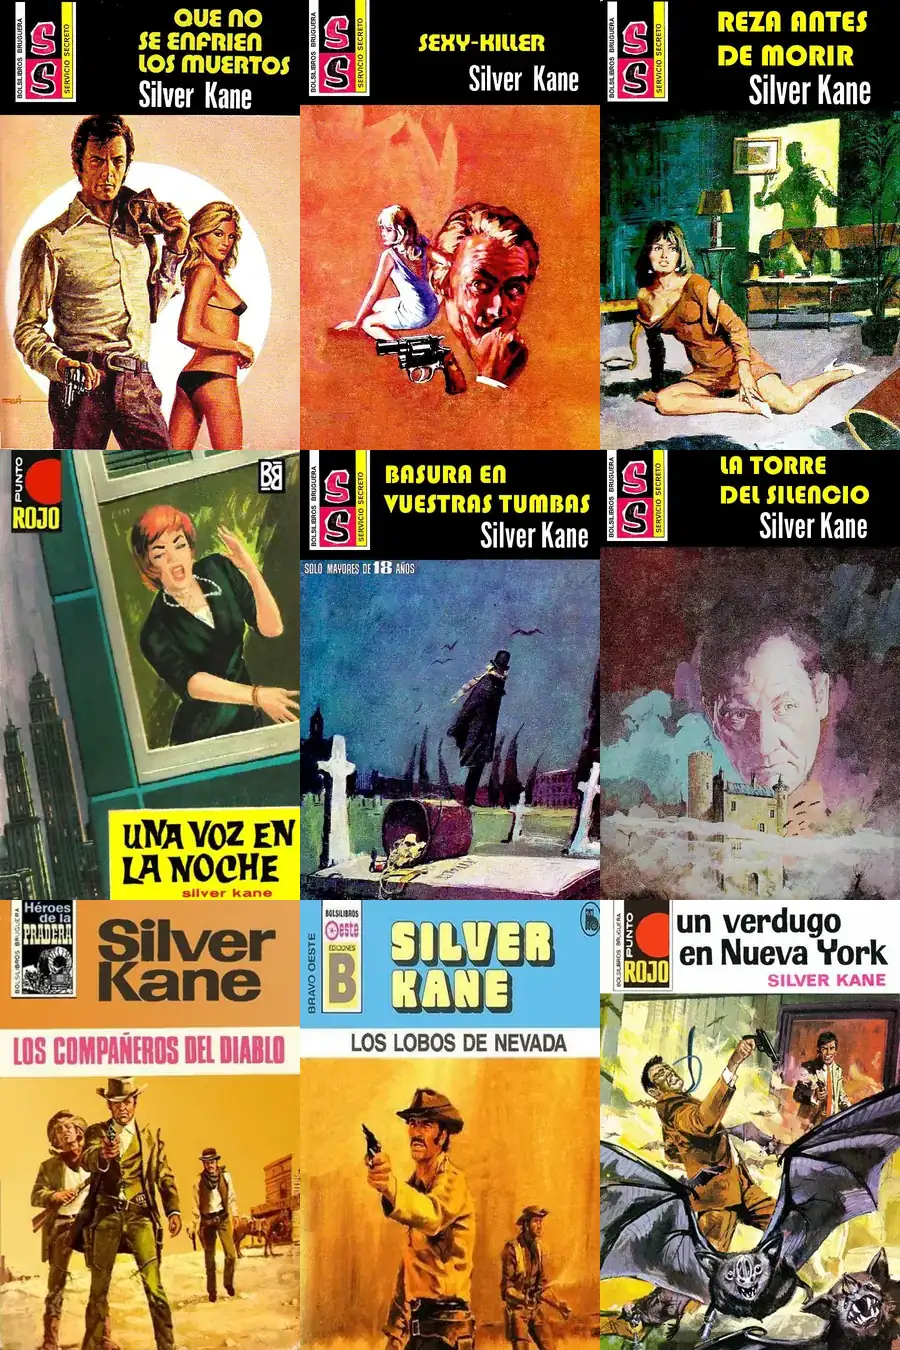 BOLSILIBROS BRUGUERA
SS
SERVICIO SECRETO
QUE NO
SE ENFRIEN
LOS MUERTOS
Silver Kane
BOLSILIBROS BRUGUERA
SS
SERVICIO SECRETO
SEXY-KILLER
Silver Kane
BOLSILIBROS BRUGUERA
SS
SERVICIO SECRETO
REZA ANTES
DE MORIR
Silver Kane
PUNTO
ROJO
B
UNA VOZ EN
LA NOCHE
silver kane
BOLSILIBROS BRUGUERA
SS
SERVICIO SECRETO
BASURA EN
VUESTRAS TUMBAS
Silver Kane
SOLO MAYORES DE 18 AÑOS
BOLSILIBROS BRUGUERA
SS
SERVICIO SECRETO
LA TORRE
DEL SILENCIO
Silver Kane
BOLSILIBROS BRUGUERA
Héroes
de la
PRADERA
Silver
Kane
LOS COMPAÑEROS DEL DIABLO
BRAVO OESTE
BOLSILIBROS
Oeste
EDICIONES
B
SILVER
KANE
LOS LOBOS DE NEVADA
BOLSILIBROS BRUGUERA
PUNTO
ROJO
un verdugo
en Nueva York
SILVER KANE